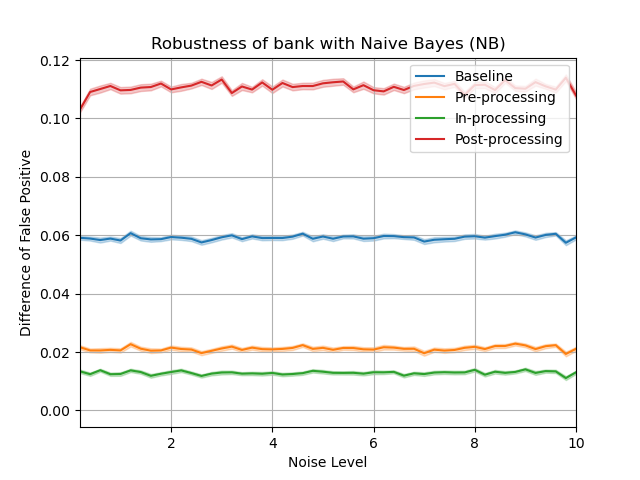 Robustness of bank with Naive Bayes (NB)
0.12
0.10
0.08
0.06
0.04
0.02
0.00
Difference of False Positive
Baseline
Pre-processing
In-processing
Post-processing
2
4
6
8
10
Noise Level